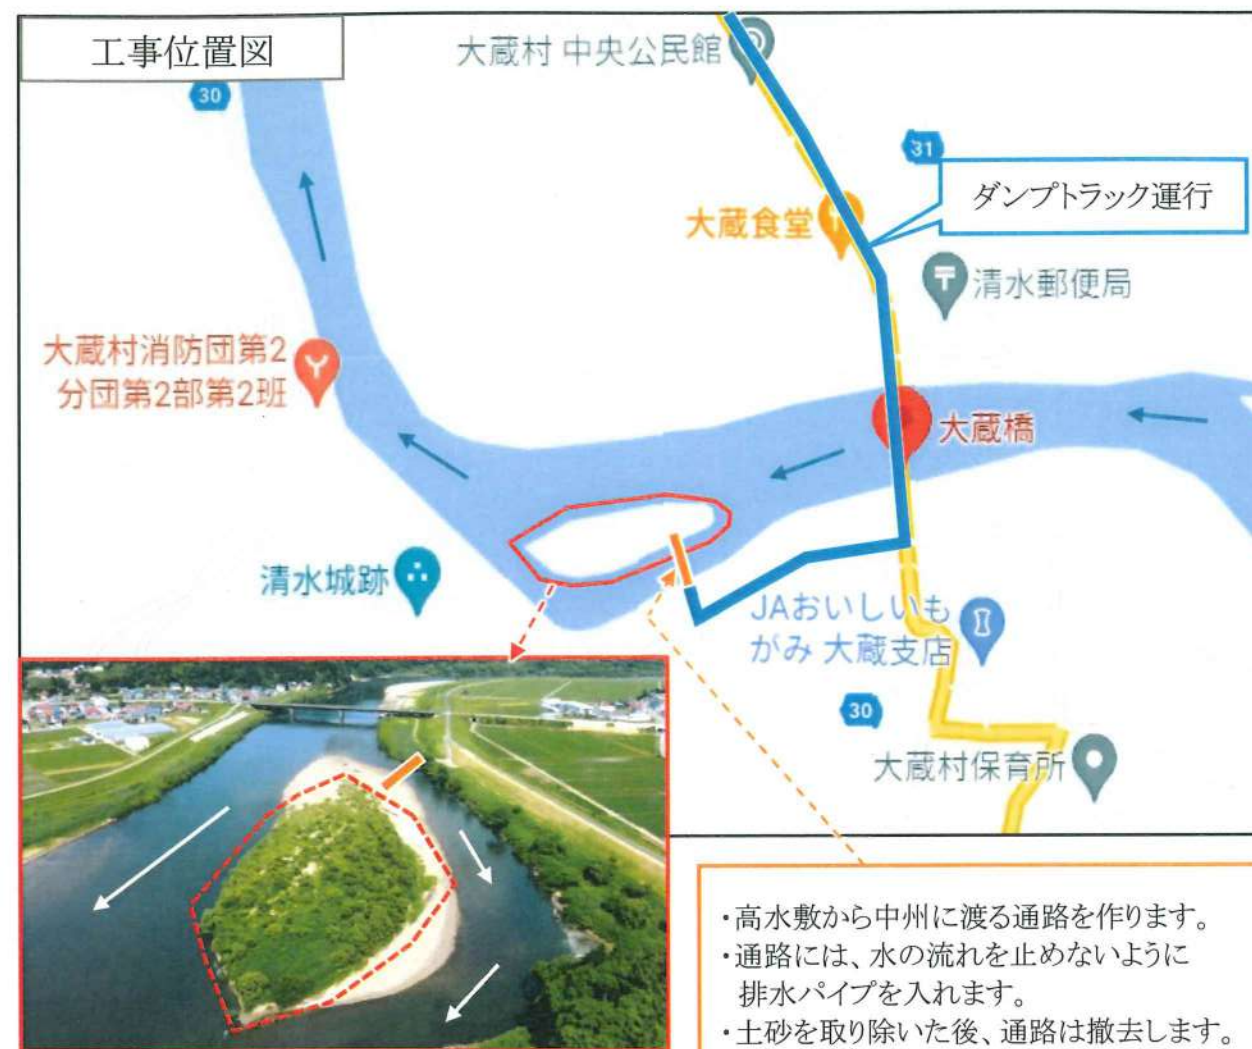 工事位置図
大蔵村 中央公民館
30
31
ダンプトラック運行
大蔵食堂
清水郵便局
大蔵村消防団第2
分団第2部第2班
大蔵橋
清水城跡
JAおいしいも
がみ 大蔵支店
30
大蔵村保育所
・高水敷から中州に渡る通路を作ります。
・通路には、水の流れを止めないように
排水パイプを入れます。
・土砂を取り除いた後、通路は撤去します。